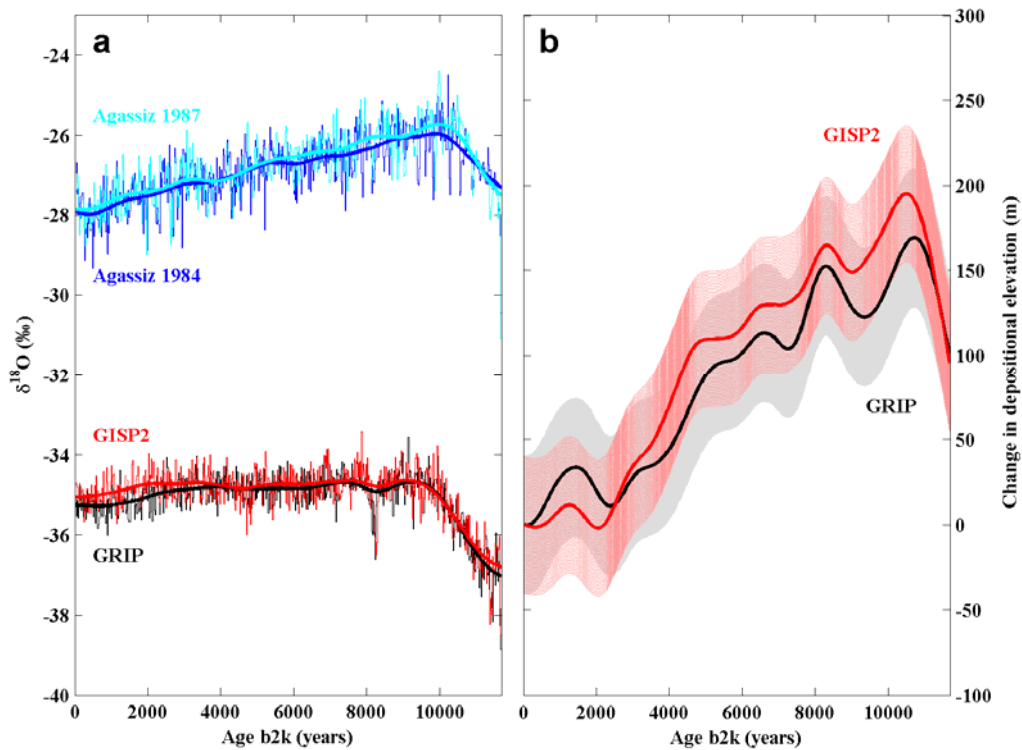 a
-24
-26
-28
-30
-32
-34
-36
-38
-40
δ18O (‰)
Agassiz 1987
Agassiz 1984
GISP2
GRIP
0 2000 4000 6000 8000 10000
Age b2k (years)
b
GISP2
GRIP
300
250
200
150
100
50
0
-50
-100
Change in depositional elevation (m)
0 2000 4000 6000 8000 10000
Age b2k (years)